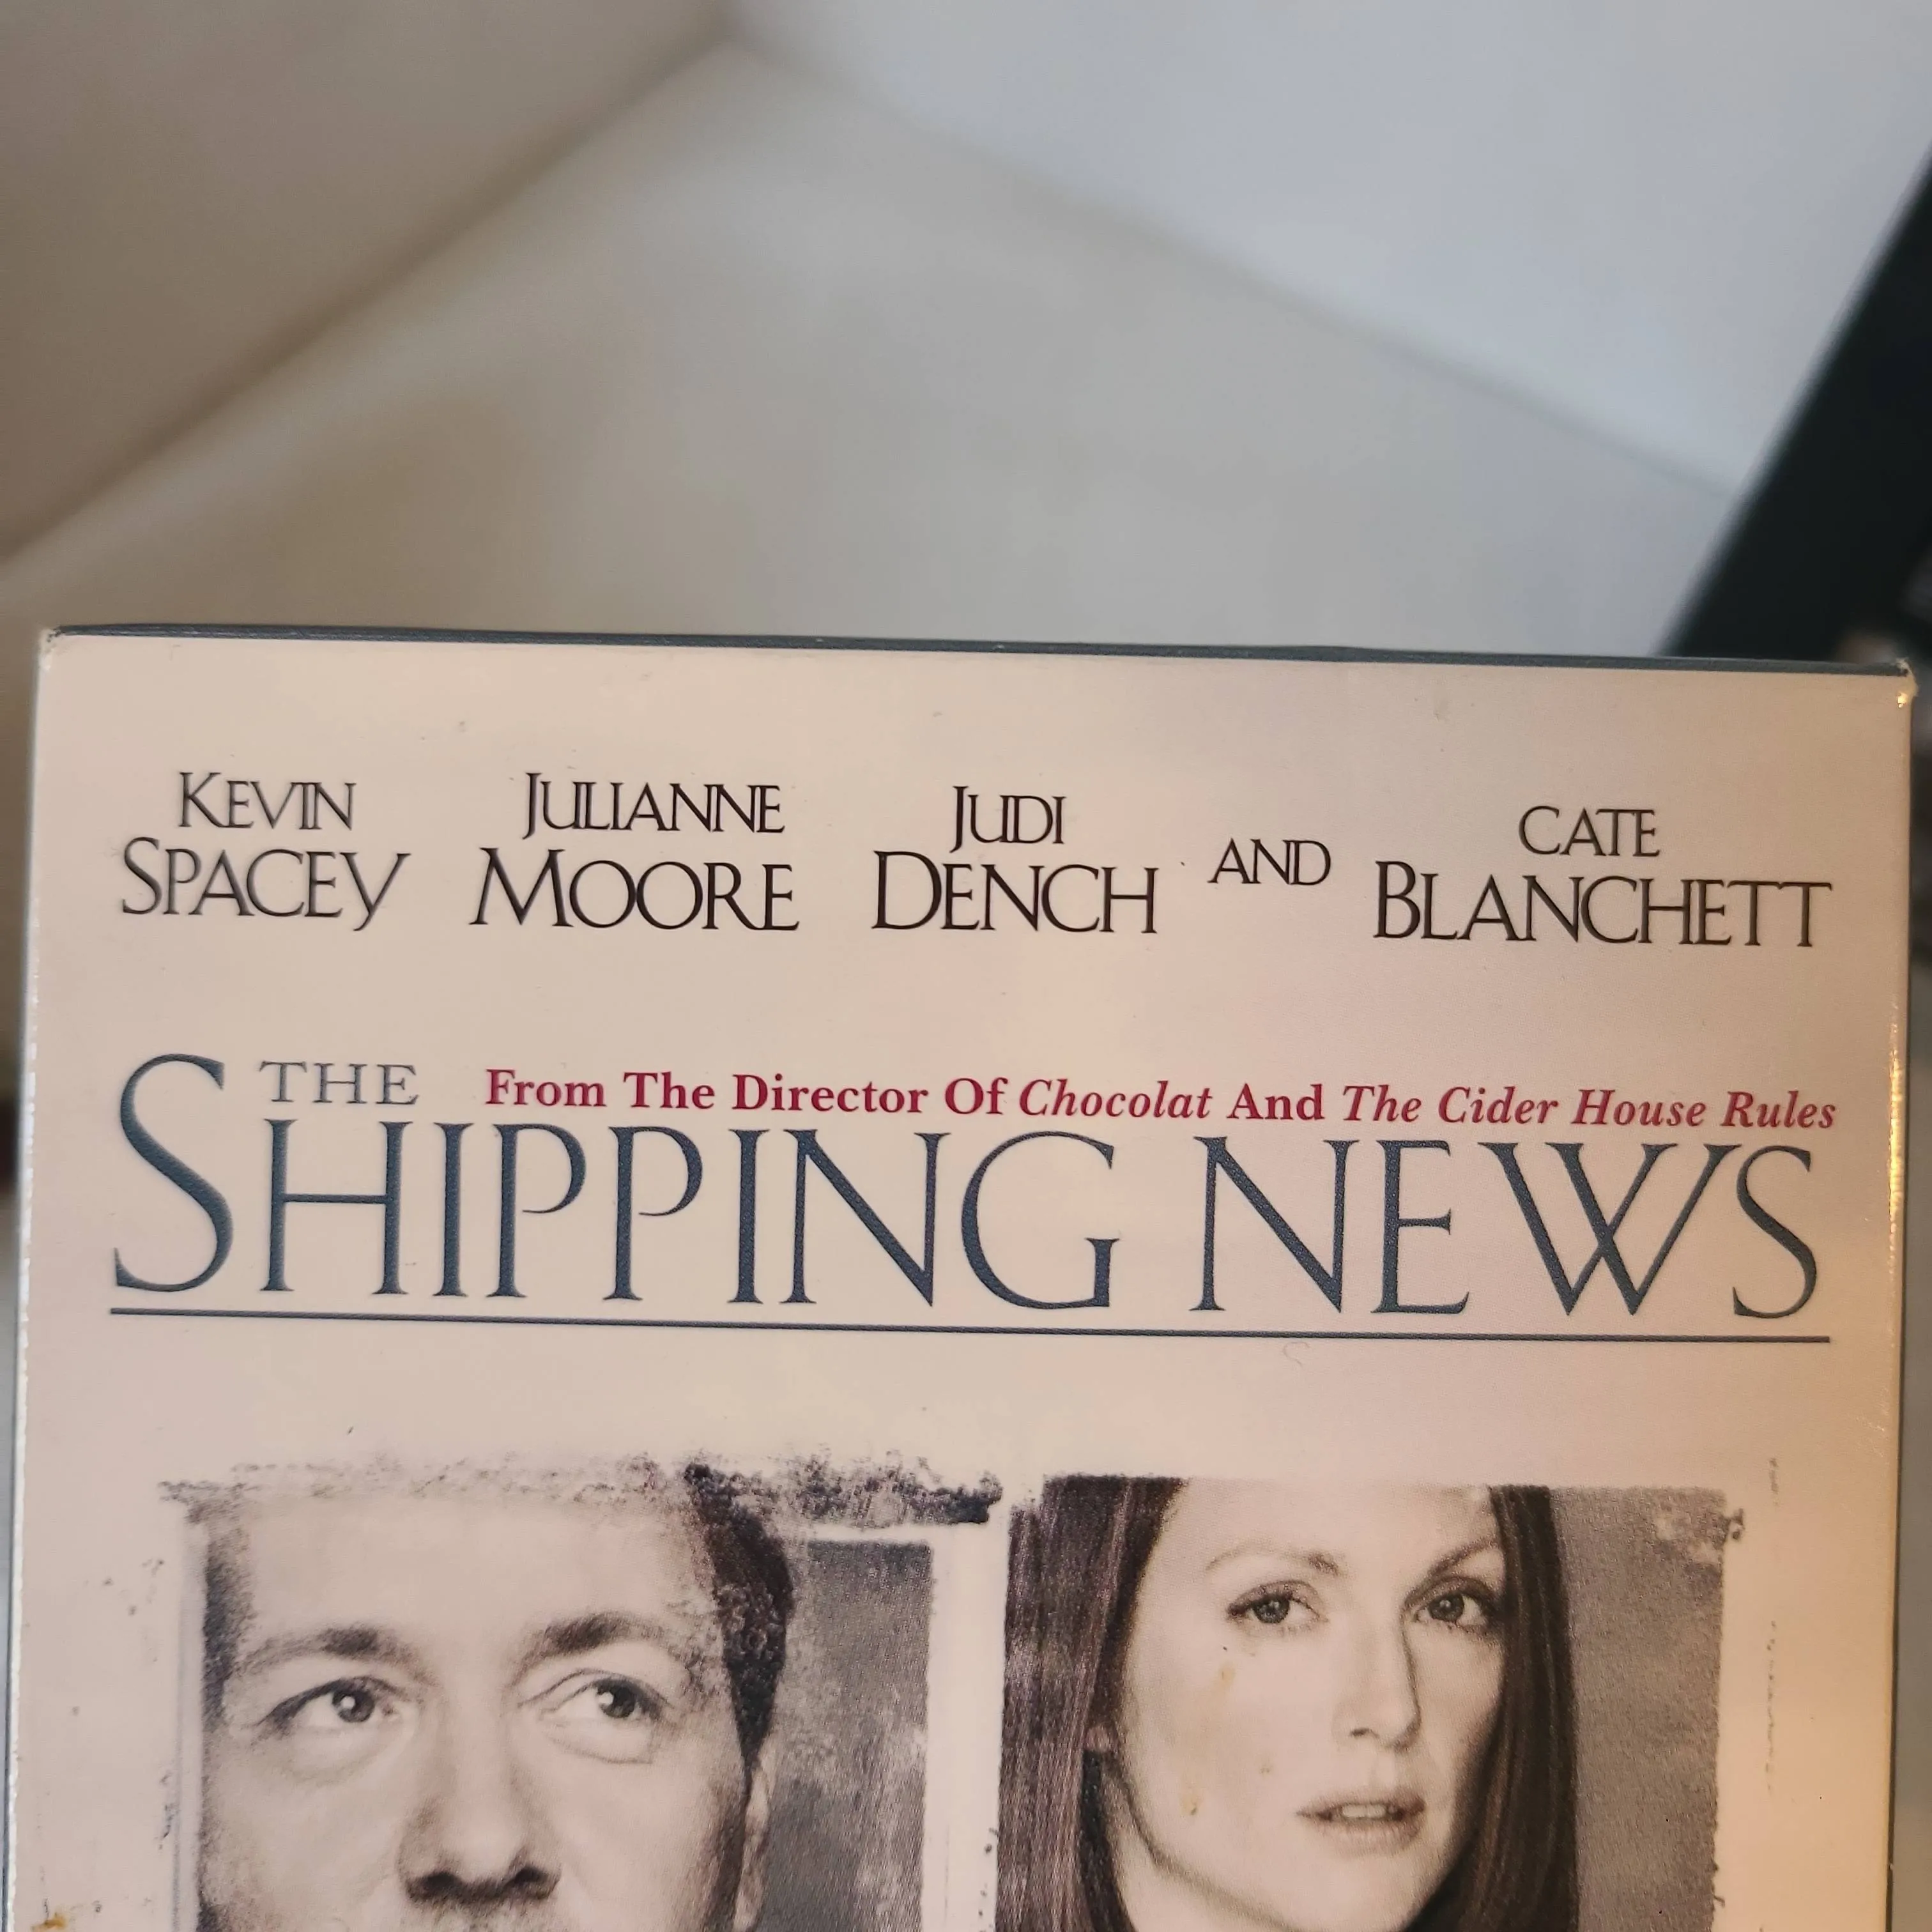 KEVIN SPACEY JULIANNE MOORE JUDI DENCH AND CATE BLANCHETT
THE From The Director Of Chocolat And The Cider House Rules
SHIPPING NEWS